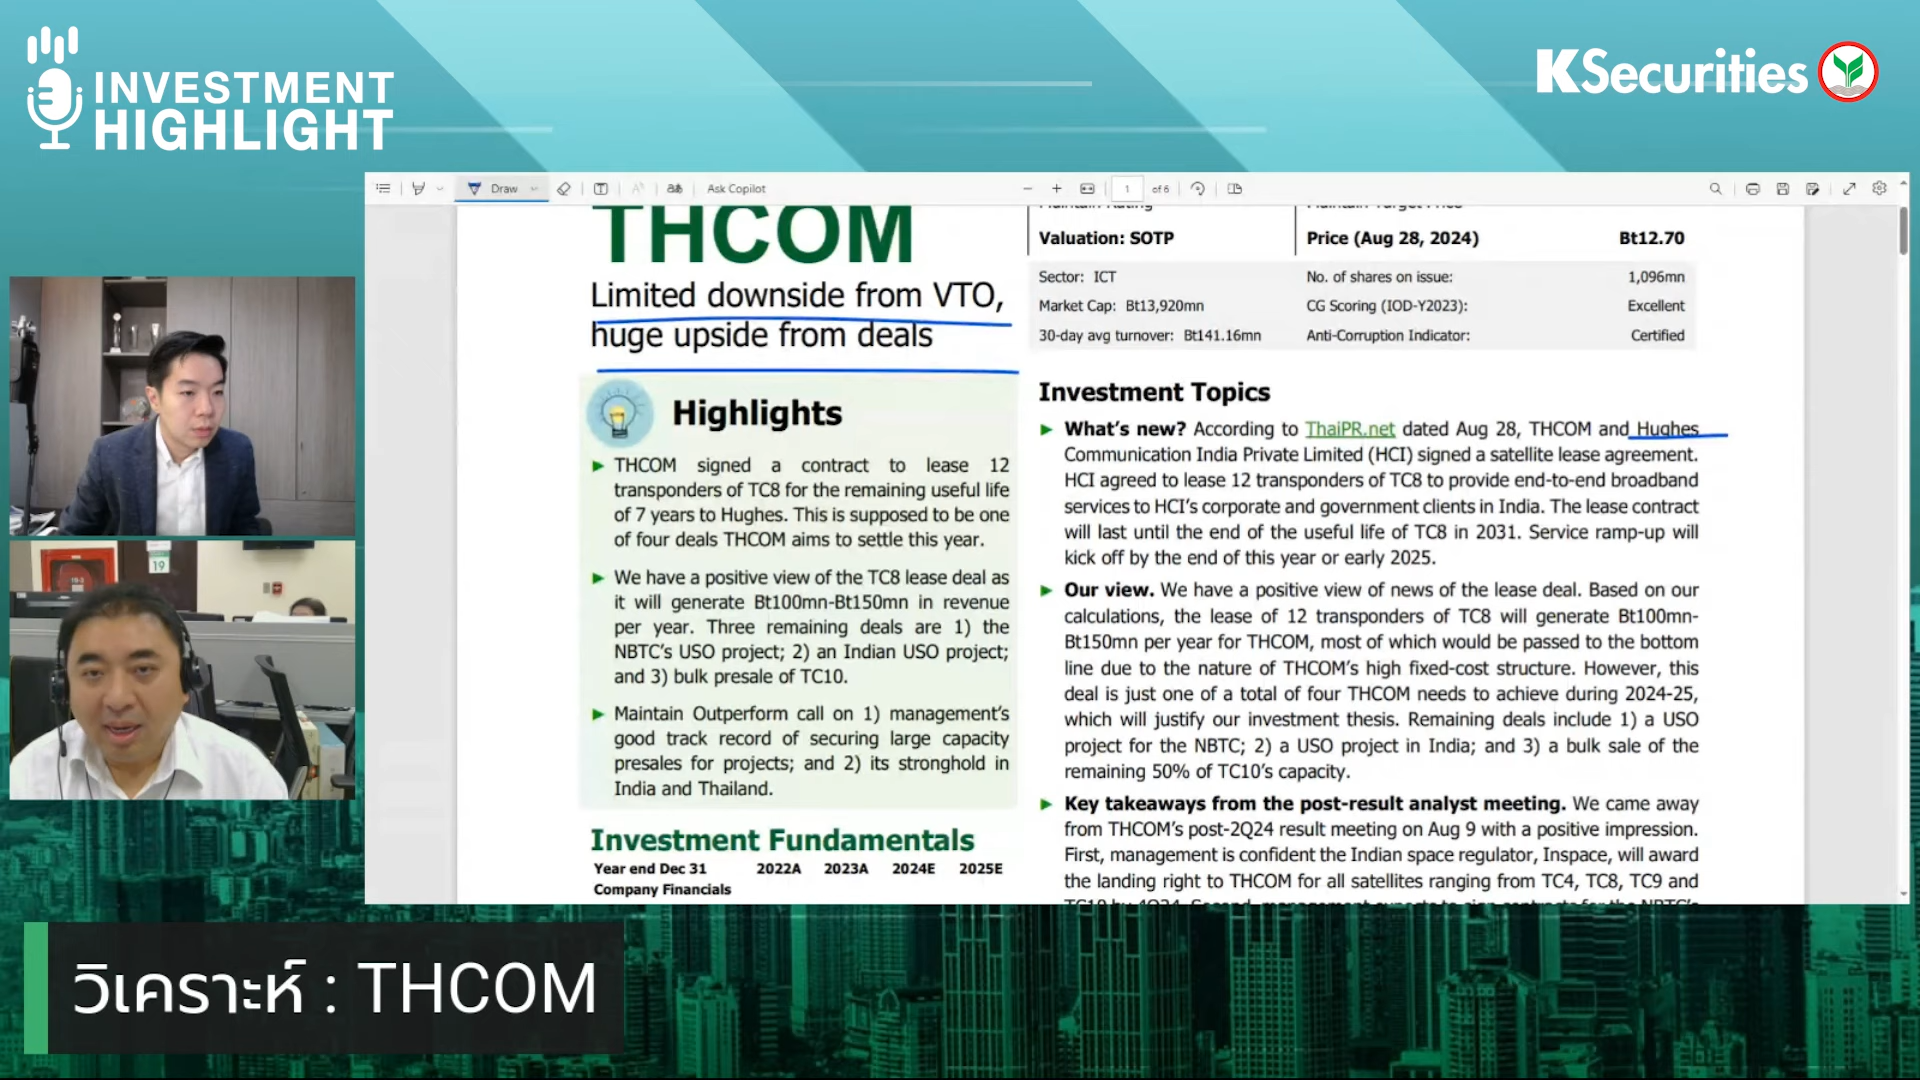 INVESTMENT
HIGHLIGHT
KSecurities
Draw
Ask Copilot
1
of 6
THCOM
Limited downside from VTO,
huge upside from deals
Highlights
THCOM signed a contract to lease 12
transponders of TC8 for the remaining useful life
of 7 years to Hughes. This is supposed to be one
of four deals THCOM aims to settle this year.
We have a positive view of the TC8 lease deal as
it will generate Bt100mn-Bt150mn in revenue
per year. Three remaining deals are 1) the
NBTC's USO project; 2) an Indian USO project;
and 3) bulk presale of TC10.
Maintain Outperform call on 1) management's
good track record of securing large capacity
presales for projects; and 2) its stronghold in
India and Thailand.
Investment Fundamentals
Year end Dec 31 2022A 2023A 2024E 2025E
Company Financials
Maintain Rating Maintain Target Price
Valuation: SOTP Price (Aug 28, 2024) Bt12.70
Sector: ICT No. of shares on issue: 1,096mn
Market Cap: Bt13,920mn CG Scoring (IOD-Y2023): Excellent
30-day avg turnover: Bt141.16mn Anti-Corruption Indicator: Certified
Investment Topics
What's new? According to ThaiPR.net dated Aug 28, THCOM and Hughes
Communication India Private Limited (HCI) signed a satellite lease agreement.
HCI agreed to lease 12 transponders of TC8 to provide end-to-end broadband
services to HCI's corporate and government clients in India. The lease contract
will last until the end of the useful life of TC8 in 2031. Service ramp-up will
kick off by the end of this year or early 2025.
Our view. We have a positive view of news of the lease deal. Based on our
calculations, the lease of 12 transponders of TC8 will generate Bt100mn-
Bt150mn per year for THCOM, most of which would be passed to the bottom
line due to the nature of THCOM's high fixed-cost structure. However, this
deal is just one of a total of four THCOM needs to achieve during 2024-25,
which will justify our investment thesis. Remaining deals include 1) a USO
project for the NBTC; 2) a USO project in India; and 3) a bulk sale of the
remaining 50% of TC10's capacity.
Key takeaways from the post-result analyst meeting. We came away
from THCOM's post-2Q24 result meeting on Aug 9 with a positive impression.
First, management is confident the Indian space regulator, Inspace, will award
the landing right to THCOM for all satellites ranging from TC4, TC8, TC9 and
TC10 by 4Q24. Second, management expects to sign contracts for the NBTC's
19
วิเคราะห์ : THCOM